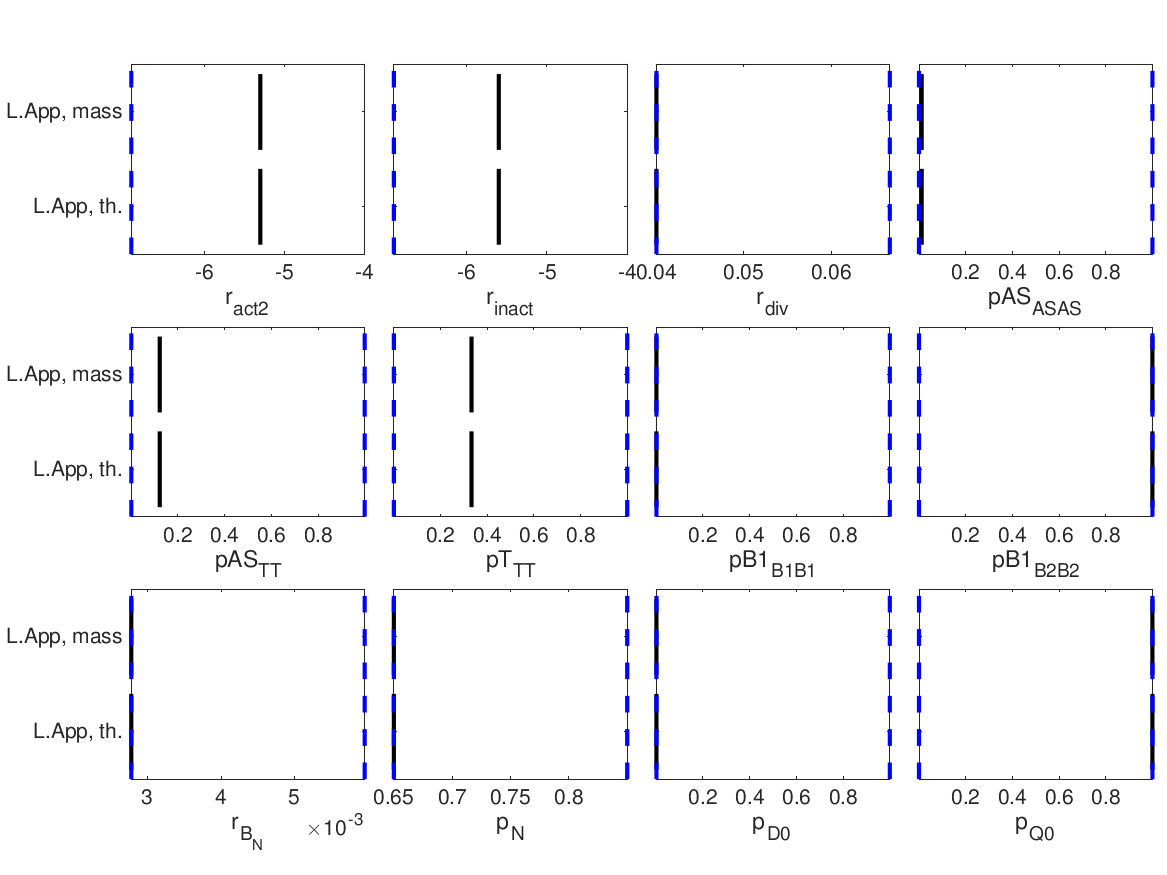 L.App, mass
L.App, th.
-6 -5 -4
r_act2
-6 -5 -4
r_inact
0.04 0.05 0.06
r_div
0.2 0.4 0.6 0.8
pAS_ASAS
L.App, mass
L.App, th.
0.2 0.4 0.6 0.8
pAS_TT
0.2 0.4 0.6 0.8
pT_TT
0.2 0.4 0.6 0.8
pB1_B1B1
0.2 0.4 0.6 0.8
pB1_B2B2
L.App, mass
L.App, th.
3 4 5
r_B_N ×10^-3
0.65 0.7 0.75 0.8
p_N
0.2 0.4 0.6 0.8
p_D0
0.2 0.4 0.6 0.8
p_Q0